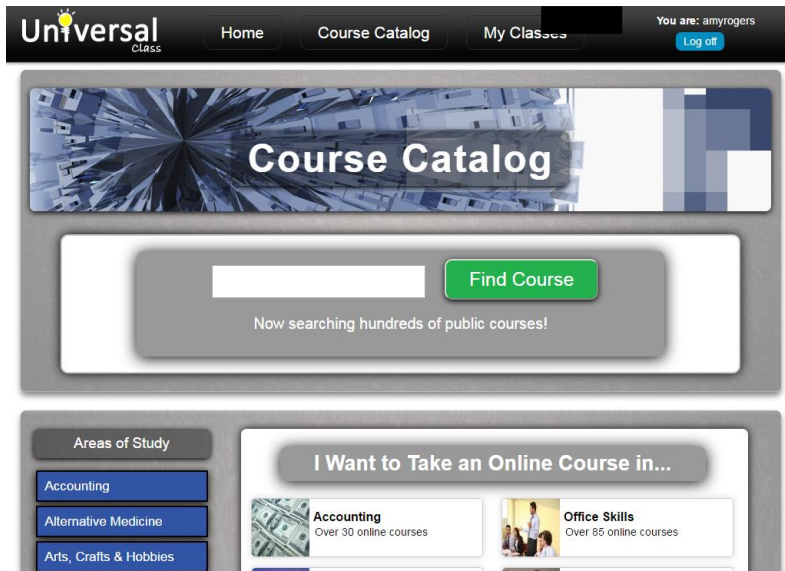 Universal
Class
Home
Course Catalog
My Classes
You are: amyrogers
Log off
Course Catalog
Find Course
Now searching hundreds of public courses!
Areas of Study
Accounting
Alternative Medicine
Arts, Crafts & Hobbies
I Want to Take an Online Course in...
Accounting
Over 30 online courses
Office Skills
Over 85 online courses